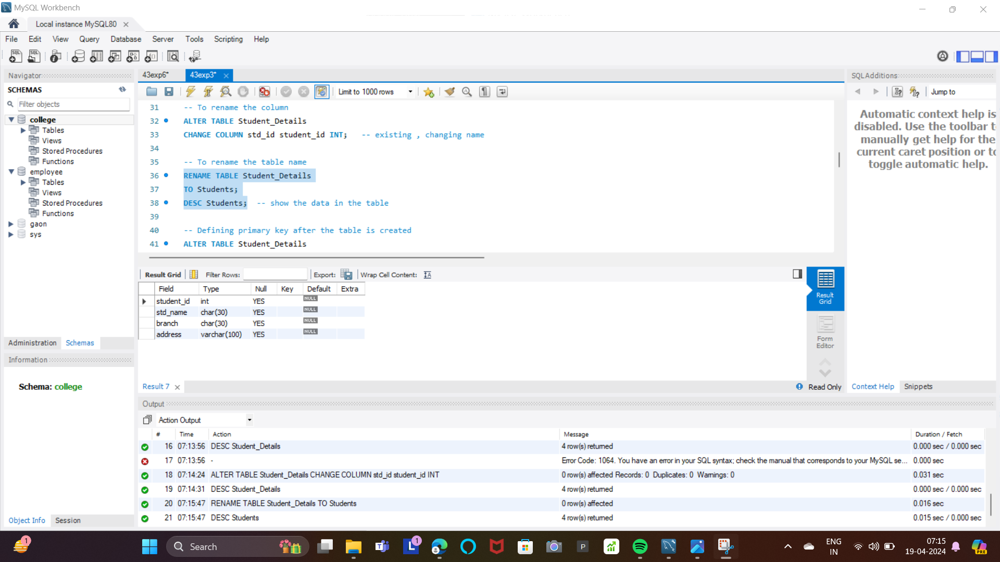 MySQL Workbench
Local instance MySQL80
File Edit View Query Database Server Tools Scripting Help
Navigator
SCHEMAS
Filter objects
college
Tables
Views
Stored Procedures
Functions
employee
Tables
Views
Stored Procedures
Functions
gaon
sys
Administration Schemas
Information
Schema: college
Object Info Session
43exp6* 43exp3*
Limit to 1000 rows
31 -- To rename the column
32 ALTER TABLE Student_Details
33 CHANGE COLUMN std_id student_id INT; -- existing , changing name
34
35 -- To rename the table name
36 RENAME TABLE Student_Details
37 TO Students;
38 DESC Students; -- show the data in the table
39
40 -- Defining primary key after the table is created
41 ALTER TABLE Student_Details
Result Grid Filter Rows: Export: Wrap Cell Content:
Field Type Null Key Default Extra
student_id int YES NULL
std_name char(30) YES NULL
branch char(30) YES NULL
address varchar(100) YES NULL
Result
Grid
Form
Editor
Result 7
Read Only
SQLAdditions
Jump to
Automatic context help is
disabled. Use the toolbar t
manually get help for the
current caret position or to
toggle automatic help.
Context Help Snippets
Output
Action Output
# Time Action Message Duration / Fetch
16 07:13:56 DESC Student_Details 4 row(s) returned 0.000 sec / 0.000 sec
17 07:13:56 - Error Code: 1064. You have an error in your SQL syntax; check the manual that corresponds to your MySQL se... 0.000 sec
18 07:14:24 ALTER TABLE Student_Details CHANGE COLUMN std_id student_id INT 0 row(s) affected Records: 0 Duplicates: 0 Warnings: 0 0.031 sec
19 07:14:31 DESC Student_Details 4 row(s) returned 0.000 sec / 0.000 sec
20 07:15:47 RENAME TABLE Student_Details TO Students 0 row(s) affected 0.016 sec
21 07:15:47 DESC Students 4 row(s) returned 0.015 sec / 0.000 sec
1
Search
L 1
P
ENG
IN
07:15
19-04-2024
PRE